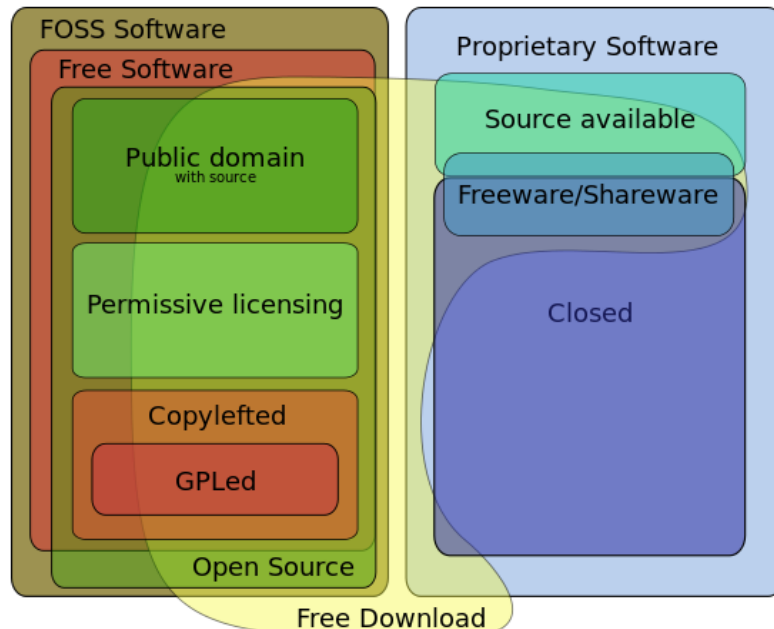 FOSS Software
Free Software
Public domain
with source
Permissive licensing
Copylefted
GPLed
Open Source
Proprietary Software
Source available
Freeware/Shareware
Closed
Free Download